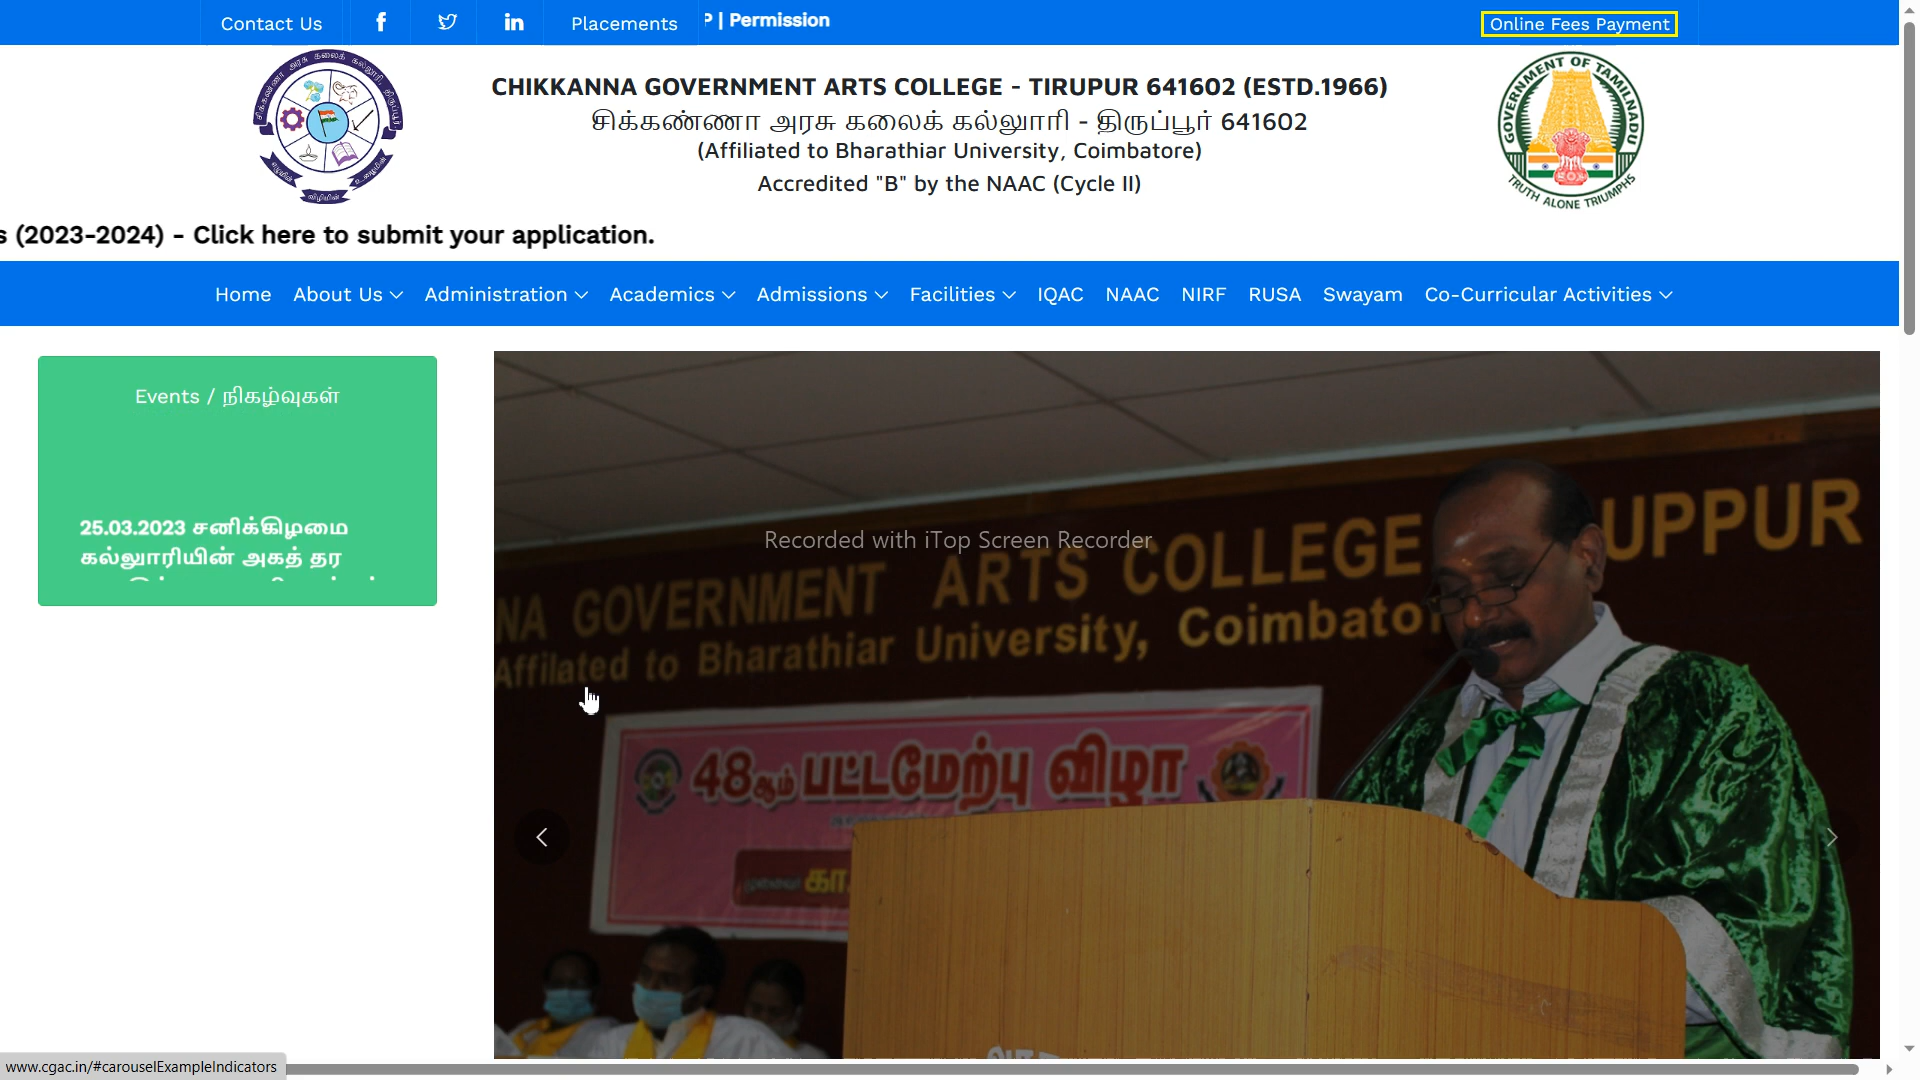 Contact Us
Placements
P | Permission
Online Fees Payment
CHIKKANNA GOVERNMENT ARTS COLLEGE - TIRUPUR 641602 (ESTD.1966)
சிக்கண்ணா அரசு கலைக் கல்லூரி - திருப்பூர் 641602
(Affiliated to Bharathiar University, Coimbatore)
Accredited "B" by the NAAC (Cycle II)
GOVERNMENT OF TAMILNADU
TRUTH ALONE TRIUMPHS
s (2023-2024) - Click here to submit your application.
Home About Us Administration Academics Admissions Facilities IQAC NAAC NIRF RUSA Swayam Co-Curricular Activities
Events / நிகழ்வுகள்
25.03.2023 சனிக்கிழமை
கல்லூரியின் அகத் தர
Recorded with iTop Screen Recorder
NA GOVERNMENT ARTS COLLEGE UPPUR
Affilated to Bharathiar University, Coimbato
48ஆம் பட்டமேற்பு விழா
www.cgac.in/#carouselExampleIndicators